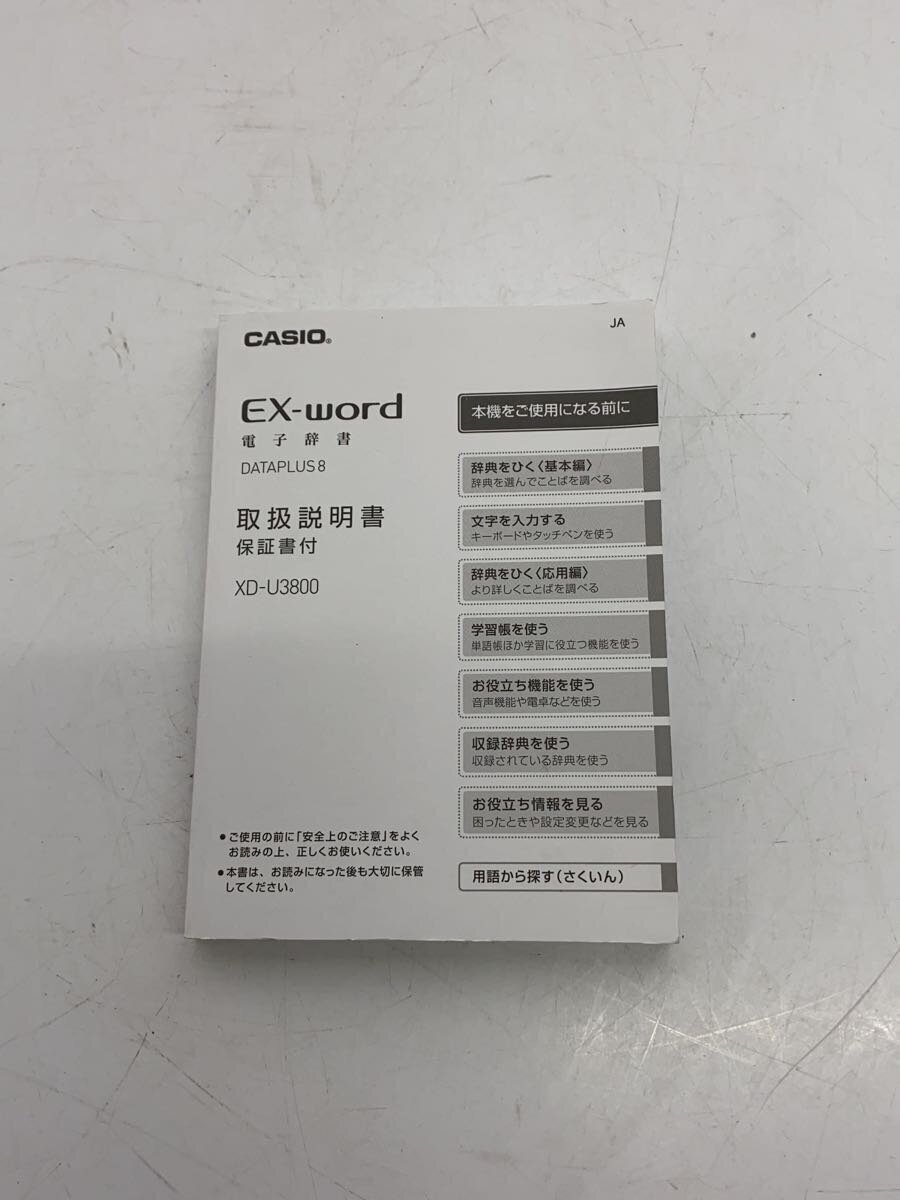 CASIO®
JA
EX-word
電子辞書
DATAPLUS 8
取扱説明書
保証書付
XD-U3800
●ご使用の前に「安全上のご注意」をよく
お読みの上、正しくお使いください。
●本書は、お読みになった後も大切に保管
してください。
本機をご使用になる前に
辞典をひく〈基本編〉
辞典を選んでことばを調べる
文字を入力する
キーボードやタッチペンを使う
辞典をひく〈応用編〉
より詳しくことばを調べる
学習帳を使う
単語帳ほか学習に役立つ機能を使う
お役立ち機能を使う
音声機能や電卓などを使う
収録辞典を使う
収録されている辞典を使う
お役立ち情報を見る
困ったときや設定変更などを見る
用語から探す(さくいん)